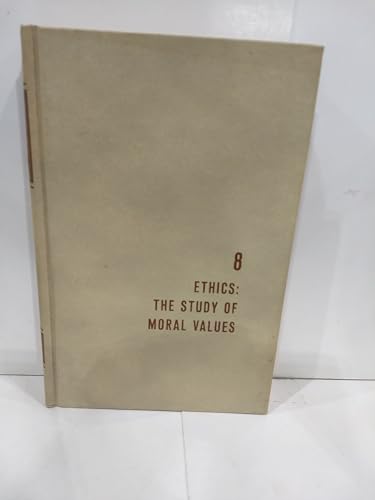 8
ETHICS:
THE STUDY OF
MORAL VALUES